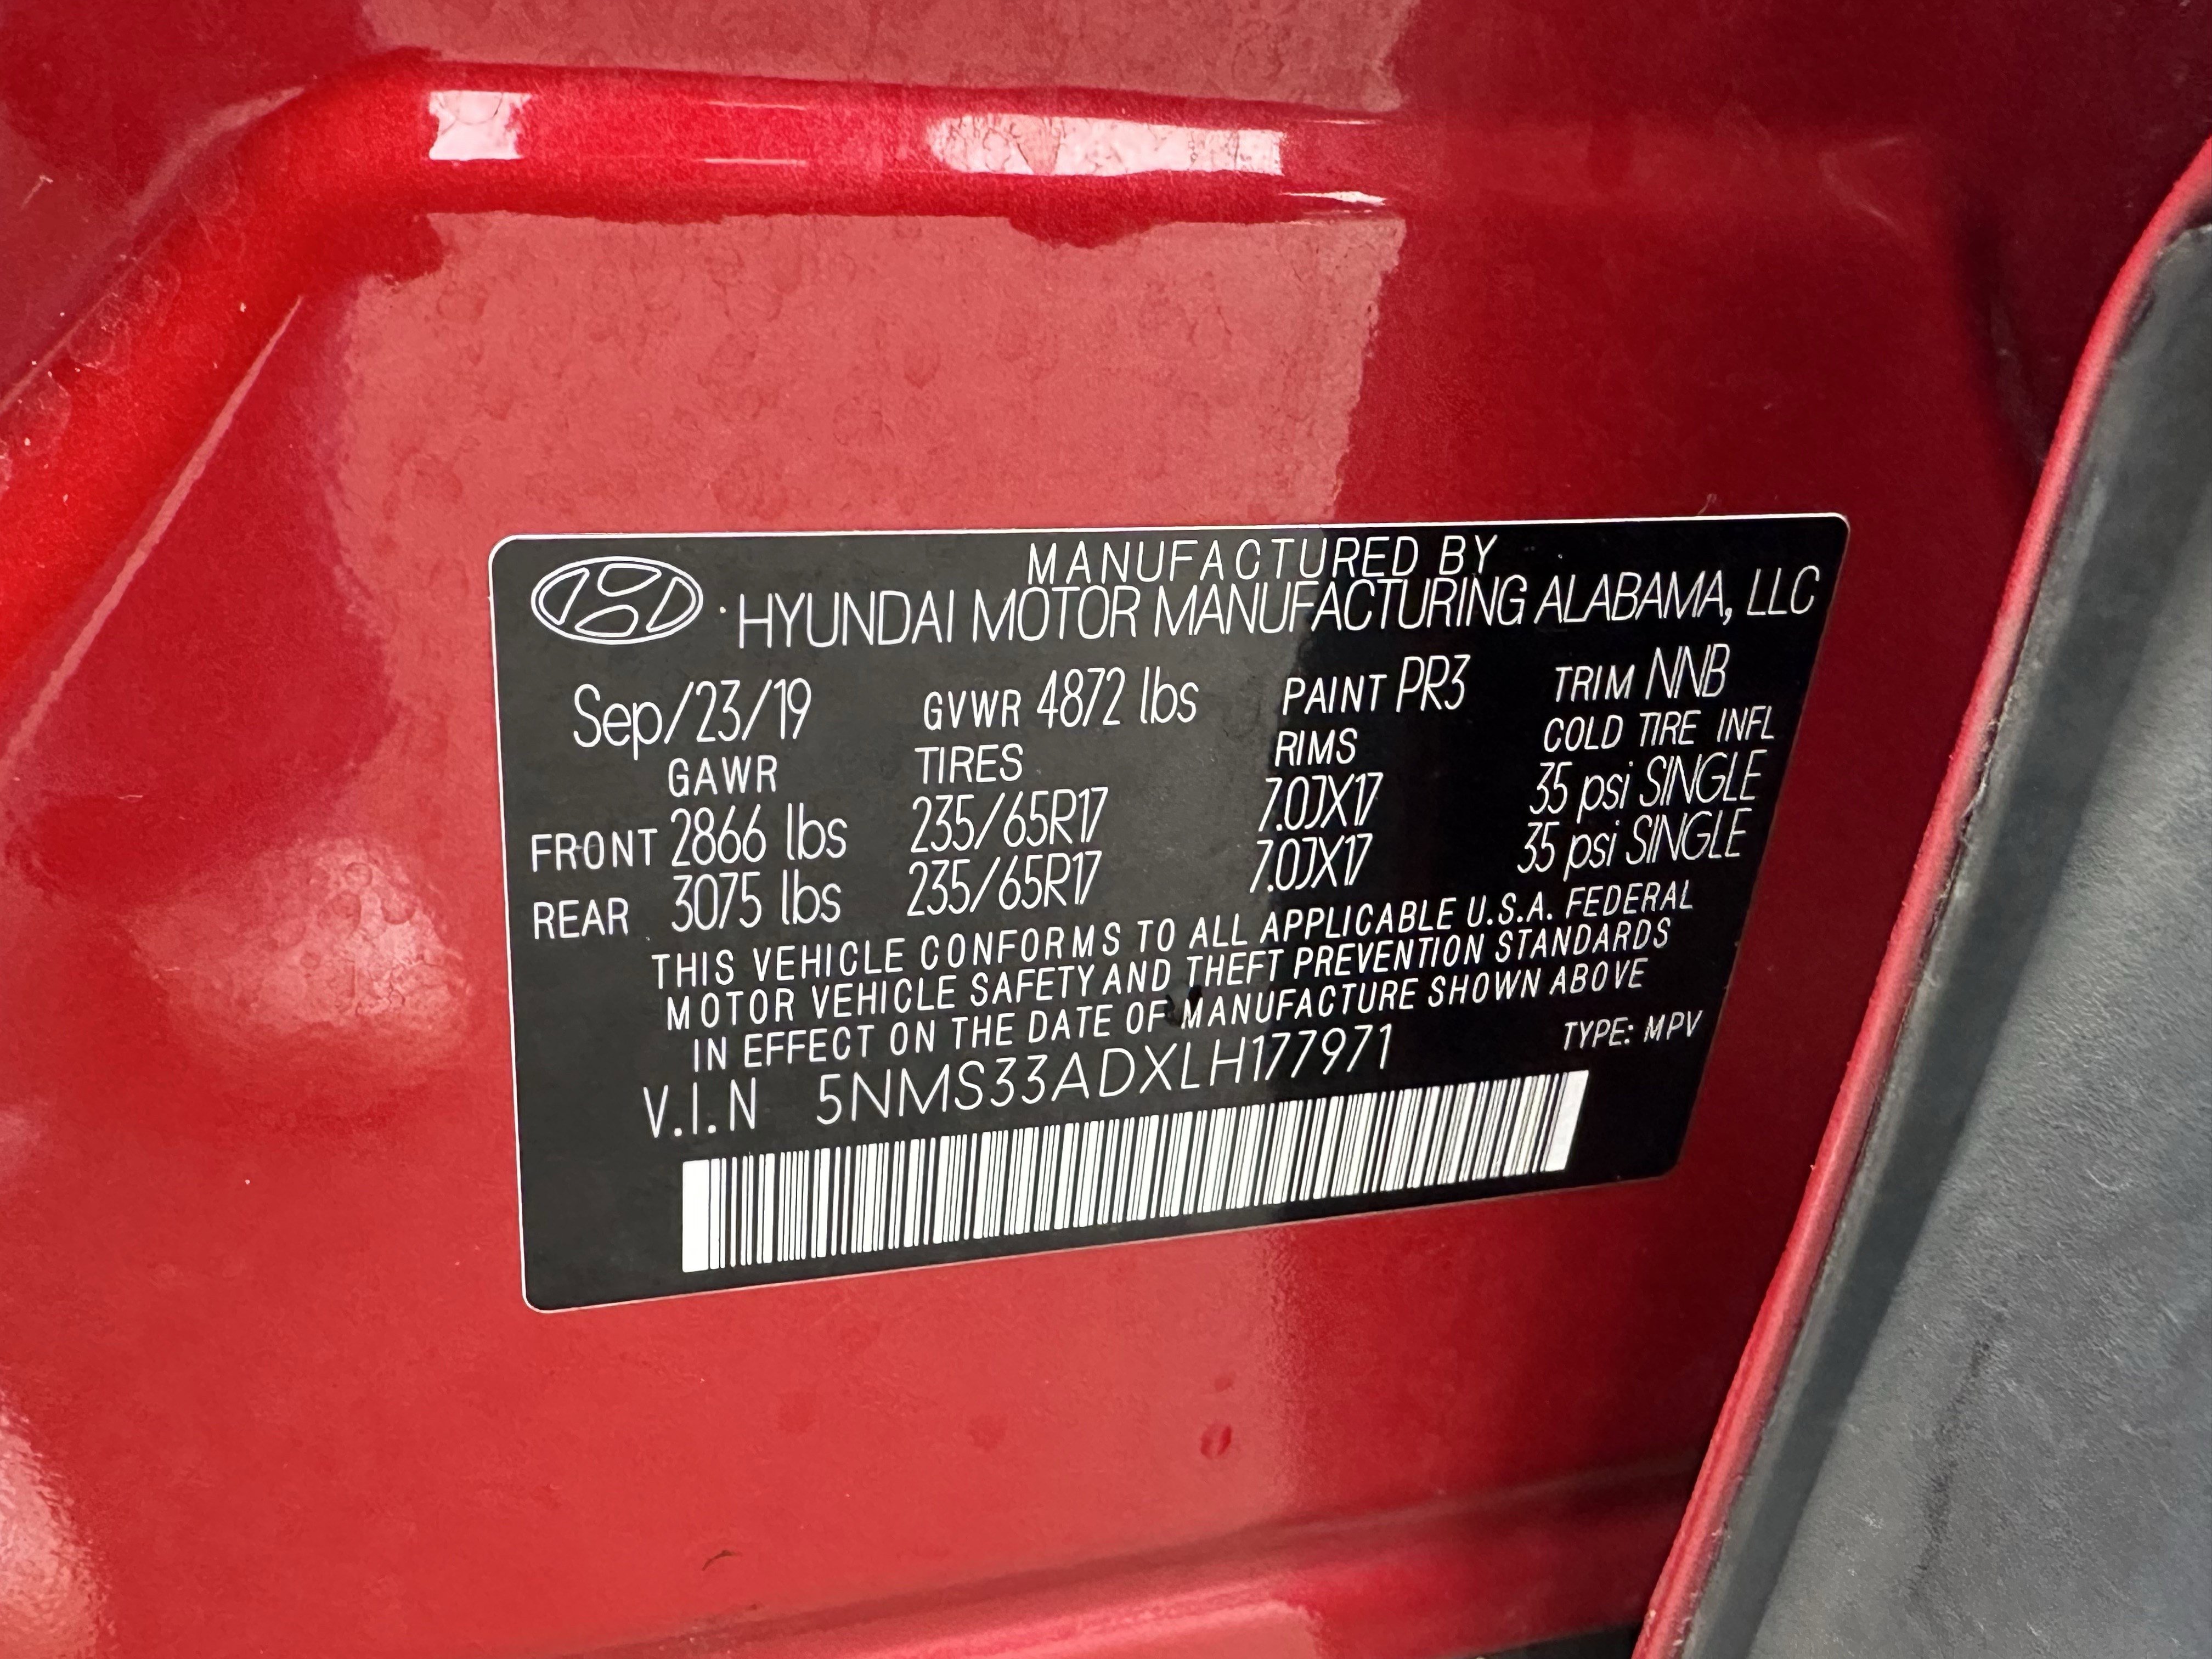 MANUFACTURED BY
HYUNDAI MOTOR MANUFACTURING ALABAMA, LLC
Sep/23/19 GVWR 4872 lbs PAINT PR3 TRIM NNB
GAWR TIRES RIMS COLD TIRE INFL
FRONT 2866 lbs 235/65R17 7.0JX17 35 psi SINGLE
REAR 3075 lbs 235/65R17 7.0JX17 35 psi SINGLE
THIS VEHICLE CONFORMS TO ALL APPLICABLE U.S.A. FEDERAL
MOTOR VEHICLE SAFETY AND THEFT PREVENTION STANDARDS
IN EFFECT ON THE DATE OF MANUFACTURE SHOWN ABOVE
V.I.N 5NMS33ADXLH177971 TYPE: MPV